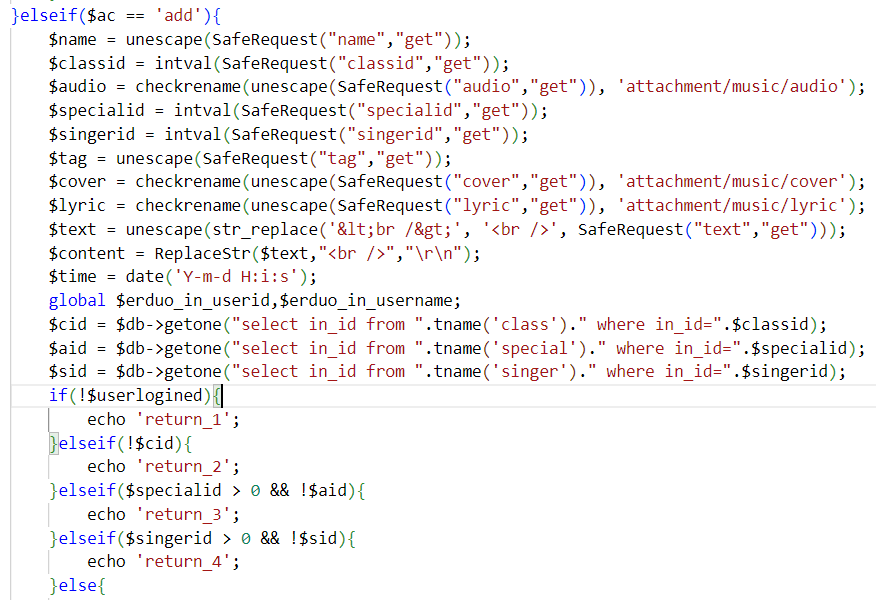 }elseif($ac == 'add'){
$name = unescape(SafeRequest("name","get"));
$classid = intval(SafeRequest("classid","get"));
$audio = checkrename(unescape(SafeRequest("audio","get")), 'attachment/music/audio');
$specialid = intval(SafeRequest("specialid","get"));
$singerid = intval(SafeRequest("singerid","get"));
$tag = unescape(SafeRequest("tag","get"));
$cover = checkrename(unescape(SafeRequest("cover","get")), 'attachment/music/cover');
$lyric = checkrename(unescape(SafeRequest("lyric","get")), 'attachment/music/lyric');
$text = unescape(str_replace('&lt;br /&gt;', '<br />', SafeRequest("text","get")));
$content = ReplaceStr($text,"<br />","\r\n");
$time = date('Y-m-d H:i:s');
global $erduo_in_userid,$erduo_in_username;
$cid = $db->getone("select in_id from ".tname('class')." where in_id=".$classid);
$aid = $db->getone("select in_id from ".tname('special')." where in_id=".$specialid);
$sid = $db->getone("select in_id from ".tname('singer')." where in_id=".$singerid);
if(!$userlogined){
echo 'return_1';
}elseif(!$cid){
echo 'return_2';
}elseif($specialid > 0 && !$aid){
echo 'return_3';
}elseif($singerid > 0 && !$sid){
echo 'return_4';
}else{